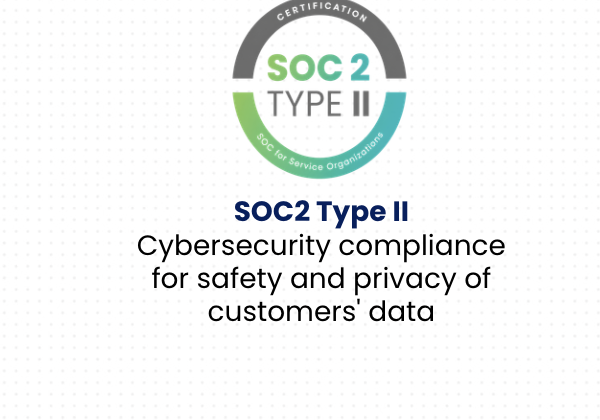 CERTIFICATION
SOC 2
TYPE II
SOC for Service Organizations
SOC2 Type II
Cybersecurity compliance
for safety and privacy of
customers' data